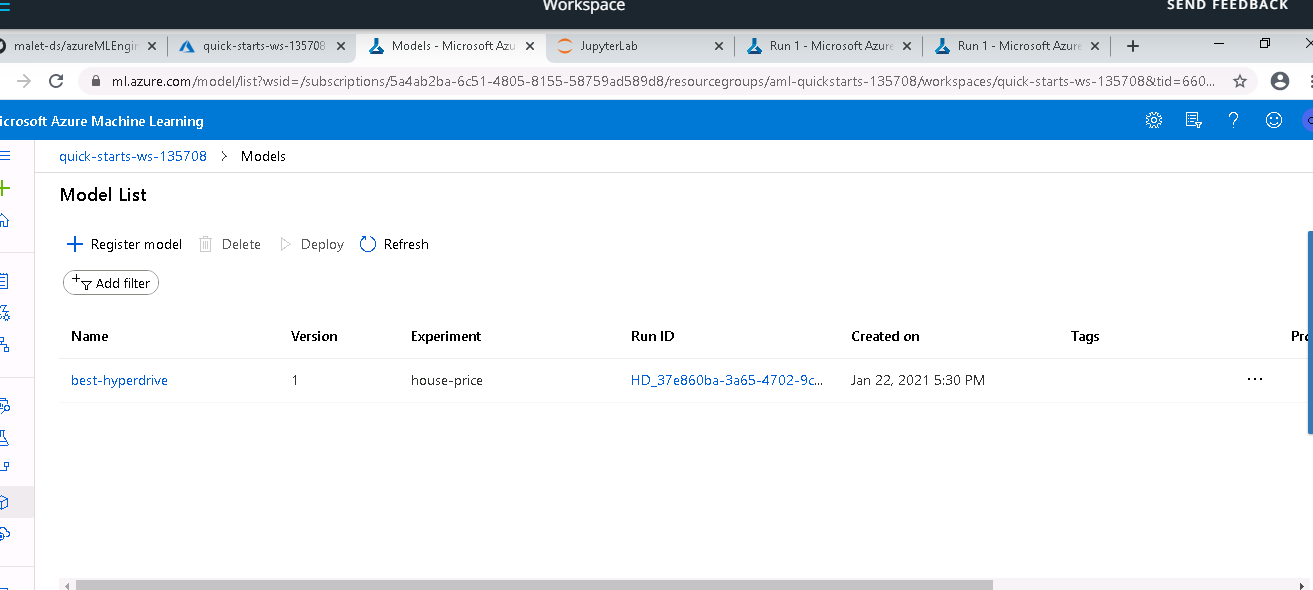 Workspace
SEND FEEDBACK
malet-ds/azureMLEngin
quick-starts-ws-135708
Models - Microsoft Azu
JupyterLab
Run 1 - Microsoft Azure
Run 1 - Microsoft Azure
ml.azure.com/model/list?wsid=/subscriptions/5a4ab2ba-6c51-4805-8155-58759ad589d8/resourcegroups/aml-quickstarts-135708/workspaces/quick-starts-ws-135708&tid=660...
icrosoft Azure Machine Learning
quick-starts-ws-135708 > Models
Model List
Register model Delete Deploy Refresh
Add filter
Name Version Experiment Run ID Created on Tags Pro
best-hyperdrive 1 house-price HD_37e860ba-3a65-4702-9c... Jan 22, 2021 5:30 PM ...